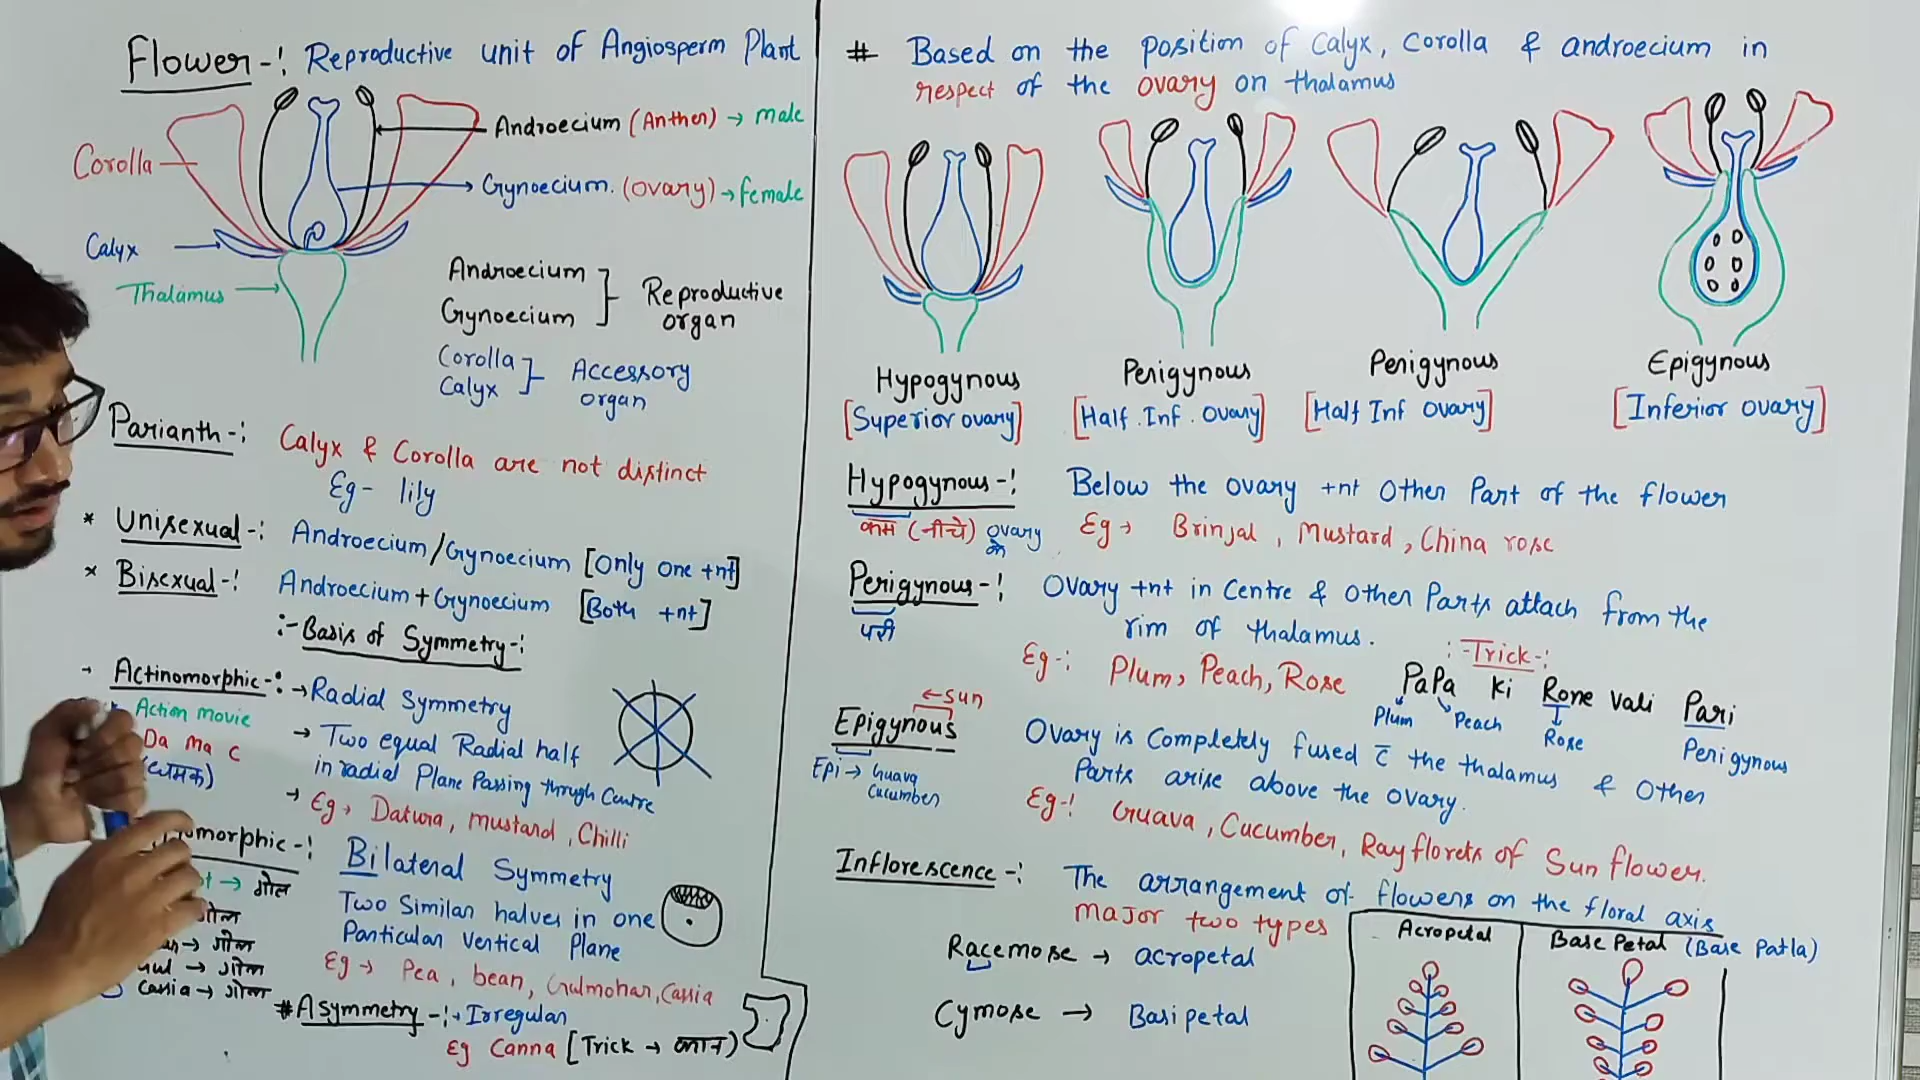 Flower-: Reproductive unit of Angiosperm Plant
Androecium (Anther) → male
Corolla
Gynoecium. (Ovary) → female
Calyx
Thalamus
Androecium
Gynoecium
Reproductive
organ
Corolla
Calyx
Accessory
organ
Parianth-: Calyx & Corolla are not distinct
Eg- lily
* Unisexual-: Androecium/Gynoecium [Only one +nt]
* Bisexual-: Androecium+Gynoecium [Both +nt]
:-Basis of Symmetry-:
Actinomorphic-: → Radial Symmetry
Action movie
Da Ma C
(धमक)
→ Two equal Radial half
in radial Plane Passing through Centre
→ Eg → Datura, mustard, Chilli
omorphic-: Bilateral Symmetry
→ गोल
गोल
→ गोल
→ गोल
Cassia → गोल
Two Similar halves in one
Particular Vertical Plane
Eg → Pea, bean, Gulmohar, Cassia
#Asymmetry-: Irregular
Eg Canna [Trick →
# Based on the position of Calyx, Corolla & androecium in
respect of the ovary on thalamus
Hypogynous
[Superior ovary]
Perigynous
[Half. Inf. Ovary]
Perigynous
[Half Inf Ovary]
Epigynous
[Inferior ovary]
Hypogynous-: Below the ovary +nt Other Part of the flower
कम (नीचे) ovary
के
Eg → Brinjal, Mustard, China rose
Perigynous-: Ovary +nt in Centre & other Parts attach from the
rim of thalamus.
परी
Eg-: Plum, Peach, Rose
:-Trick-:
PaPa ki Rone vali Pari
Plum Peach Rose Perigynous
← Sun
Epigynous Ovary is Completely fused c̄ the thalamus & Other
Parts arise above the ovary.
Epi → Guava
Cucumber
Eg-! Guava, Cucumber, Ray florets of Sun flower.
Inflorescence-: The arrangement of flowers on the floral axis
major two types
Racemose → acropetal
Cymose → Basipetal
Acropetal
Base Petal (Base Patla)